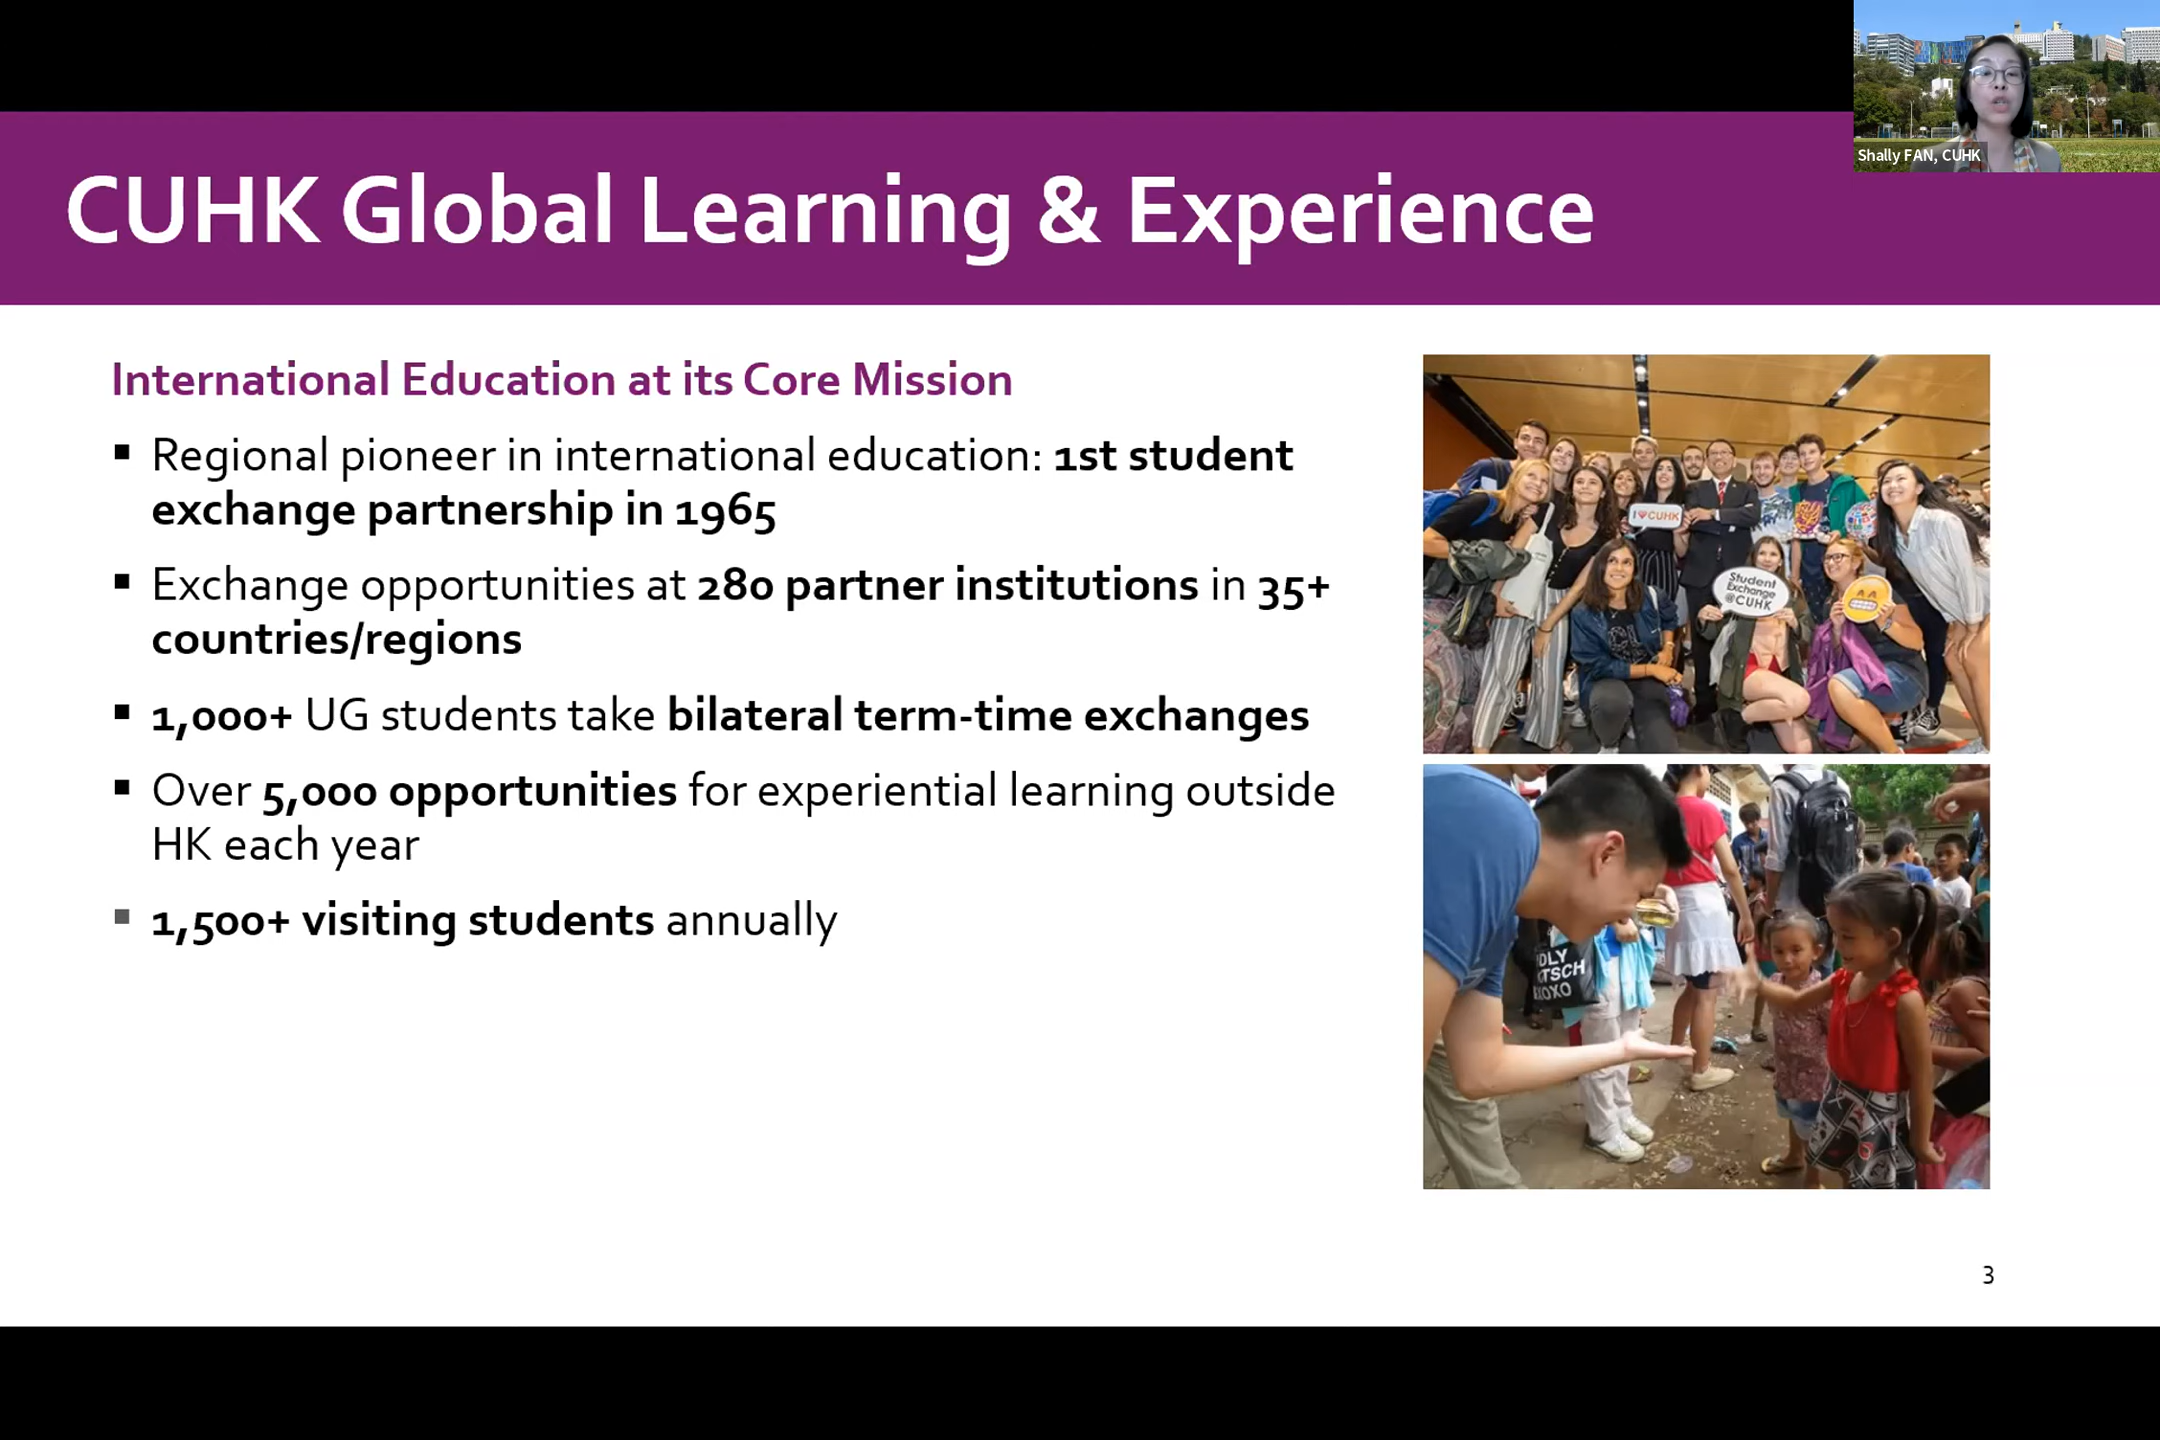 Shally FAN, CUHK
CUHK Global Learning & Experience
International Education at its Core Mission
▪ Regional pioneer in international education: 1st student
exchange partnership in 1965
▪ Exchange opportunities at 280 partner institutions in 35+
countries/regions
▪ 1,000+ UG students take bilateral term-time exchanges
▪ Over 5,000 opportunities for experiential learning outside
HK each year
▪ 1,500+ visiting students annually
I ♥ CUHK
Student
Exchange
@CUHK
3